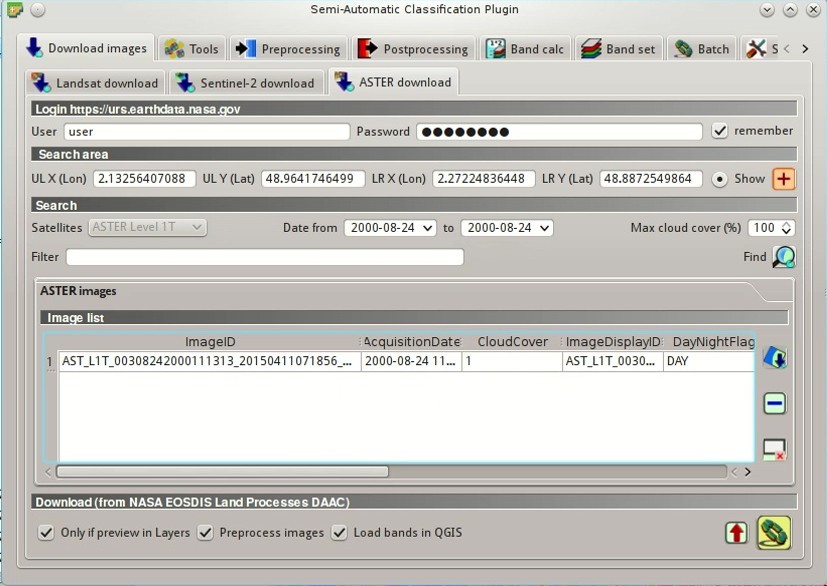 Semi-Automatic Classification Plugin
Download images Tools Preprocessing Postprocessing Band calc Band set Batch S
Landsat download Sentinel-2 download ASTER download
Login https://urs.earthdata.nasa.gov
User user Password ●●●●●●●● remember
Search area
UL X (Lon) 2.13256407088 UL Y (Lat) 48.9641746499 LR X (Lon) 2.27224836448 LR Y (Lat) 48.8872549864 Show
Search
Satellites ASTER Level 1T Date from 2000-08-24 to 2000-08-24 Max cloud cover (%) 100
Filter Find
ASTER images
Image list
ImageID AcquisitionDate CloudCover ImageDisplayID DayNightFlag
1 AST_L1T_00308242000111313_20150411071856_... 2000-08-24 11... 1 AST_L1T_0030... DAY
Download (from NASA EOSDIS Land Processes DAAC)
Only if preview in Layers Preprocess images Load bands in QGIS